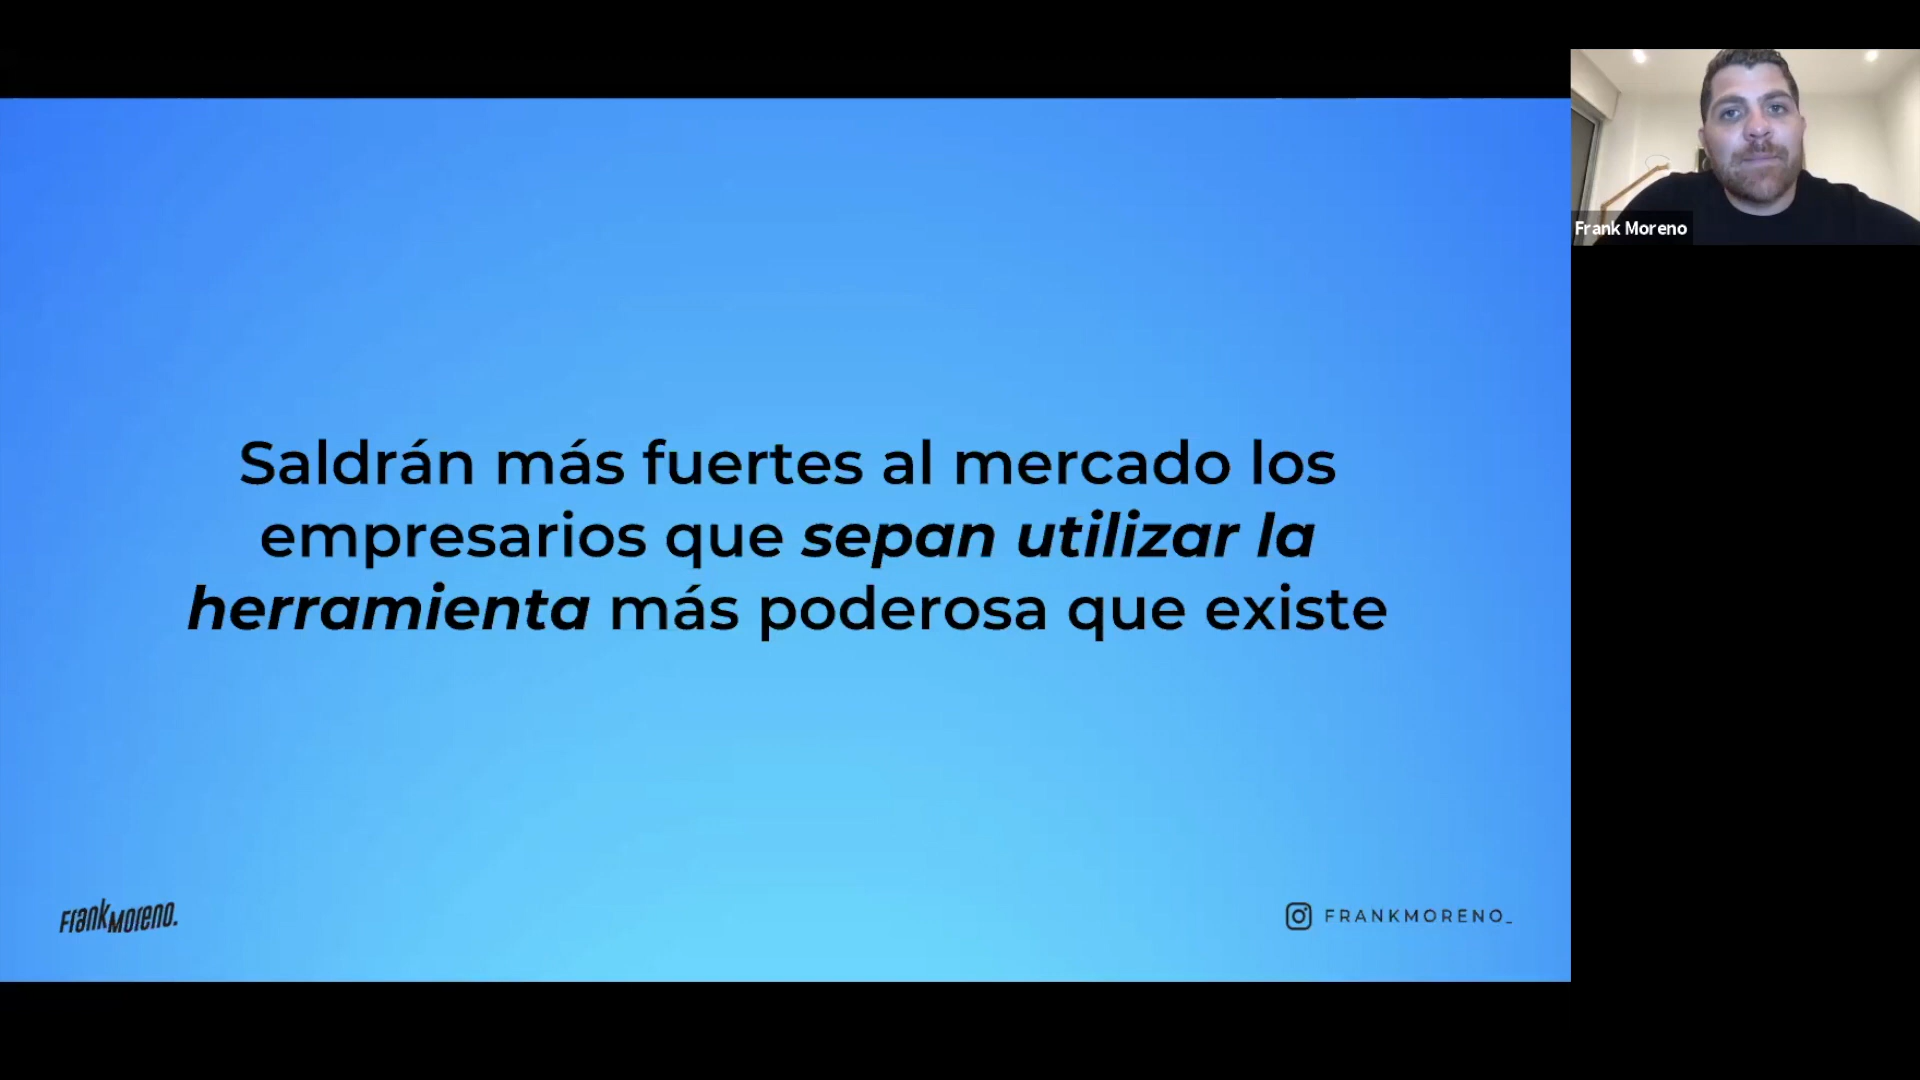 Frank Moreno
Saldrán más fuertes al mercado los
empresarios que sepan utilizar la
herramienta más poderosa que existe
FrankMoreno.
FRANKMORENO_